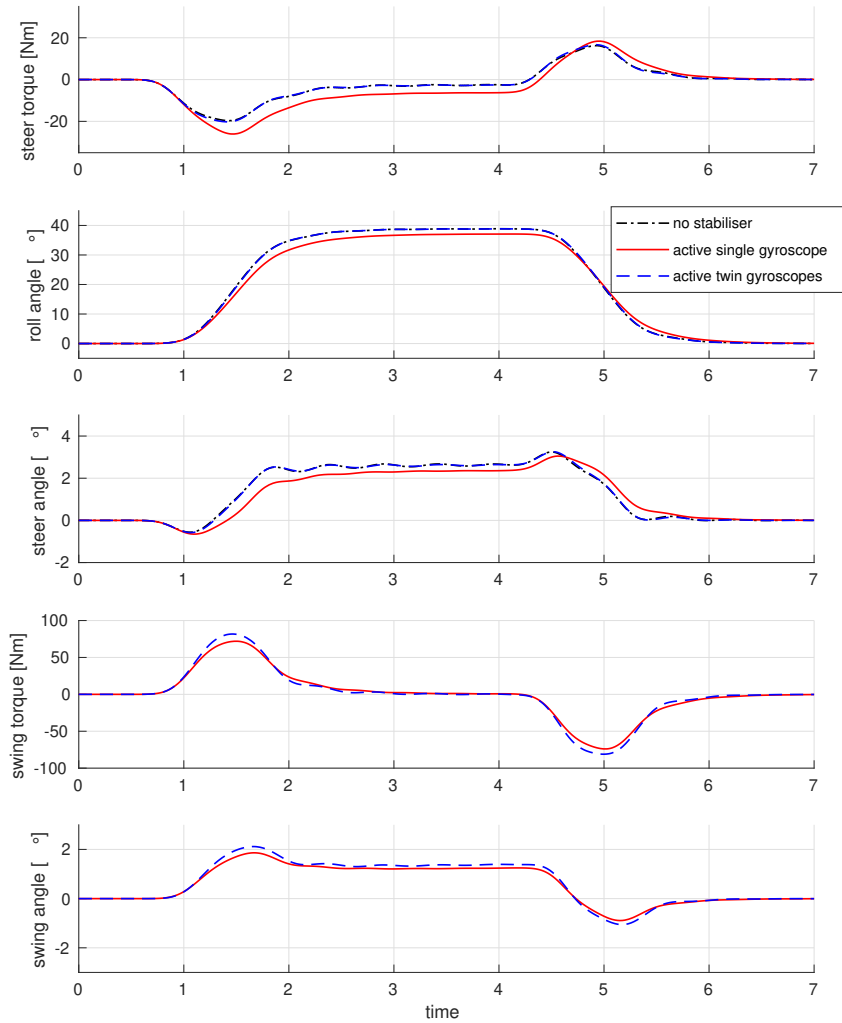 steer torque [Nm]
20
0
-20
0 1 2 3 4 5 6 7
roll angle [ °]
40
30
20
10
0
0 1 2 3 4 5 6 7
no stabiliser
active single gyroscope
active twin gyroscopes
steer angle [ °]
4
2
0
-2
0 1 2 3 4 5 6 7
swing torque [Nm]
100
50
0
-50
-100
0 1 2 3 4 5 6 7
swing angle [ °]
2
0
-2
0 1 2 3 4 5 6 7
time